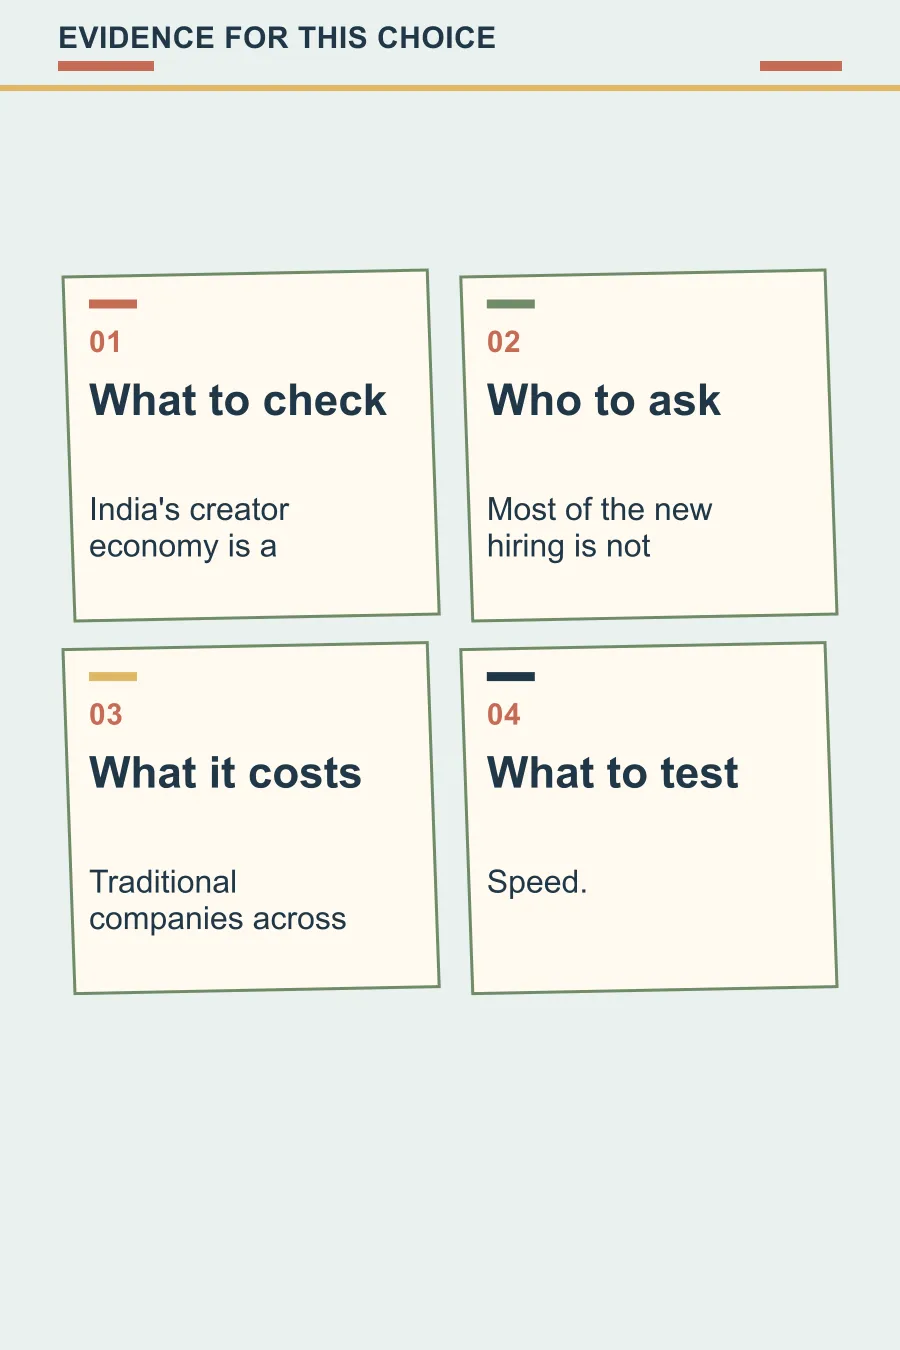 EVIDENCE FOR THIS CHOICE
01
What to check
India's creator
economy is a
02
Who to ask
Most of the new
hiring is not
03
What it costs
Traditional
companies across
04
What to test
Speed.